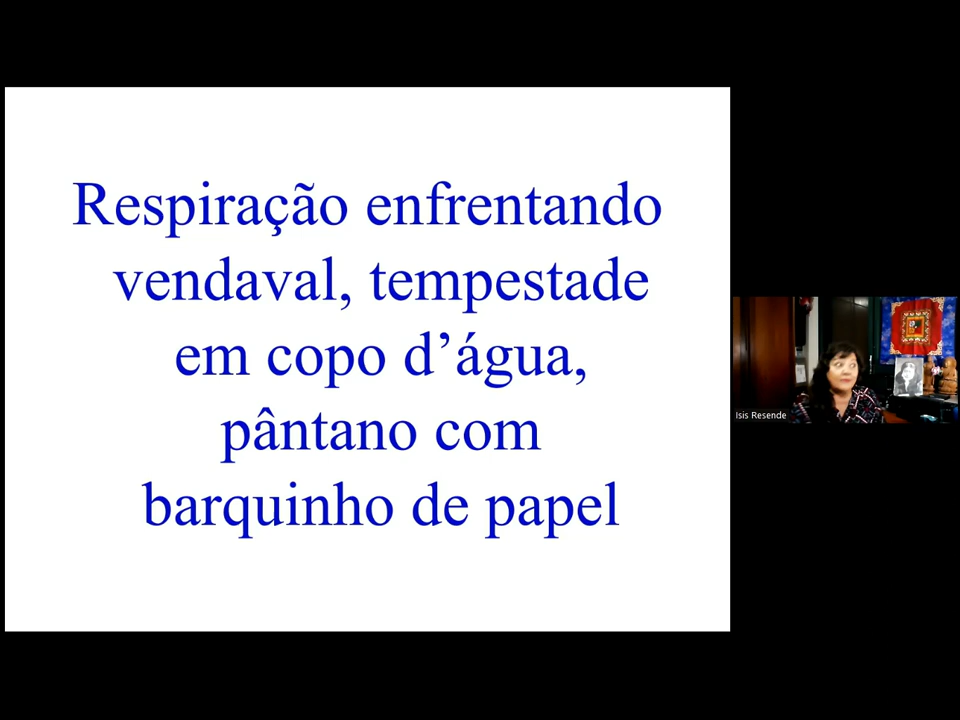 Respiração enfrentando
vendaval, tempestade
em copo d’água,
pântano com
barquinho de papel
Isis Resende